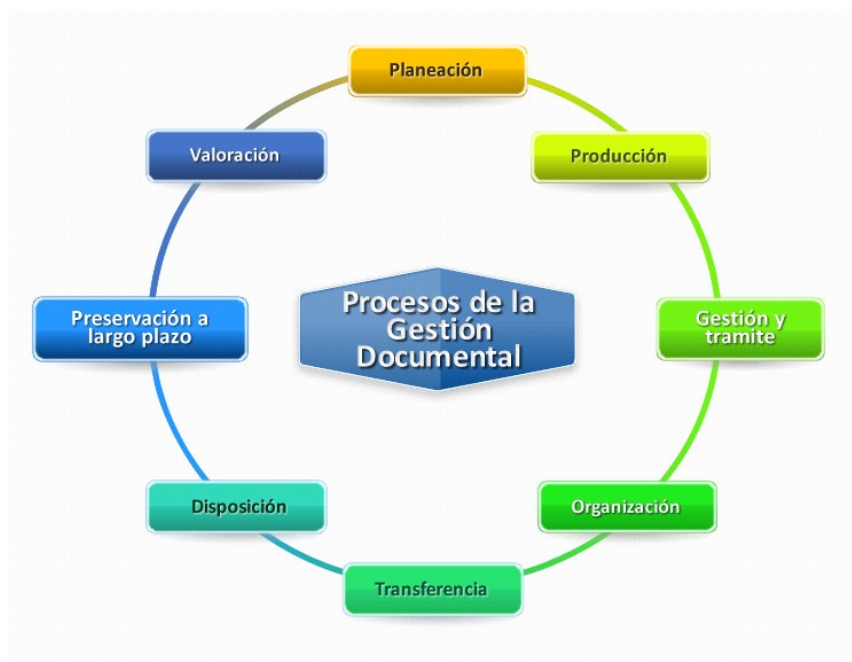 Planeación
Valoración
Producción
Procesos de la
Gestión
Documental
Preservación a
largo plazo
Gestión y
tramite
Disposición
Organización
Transferencia